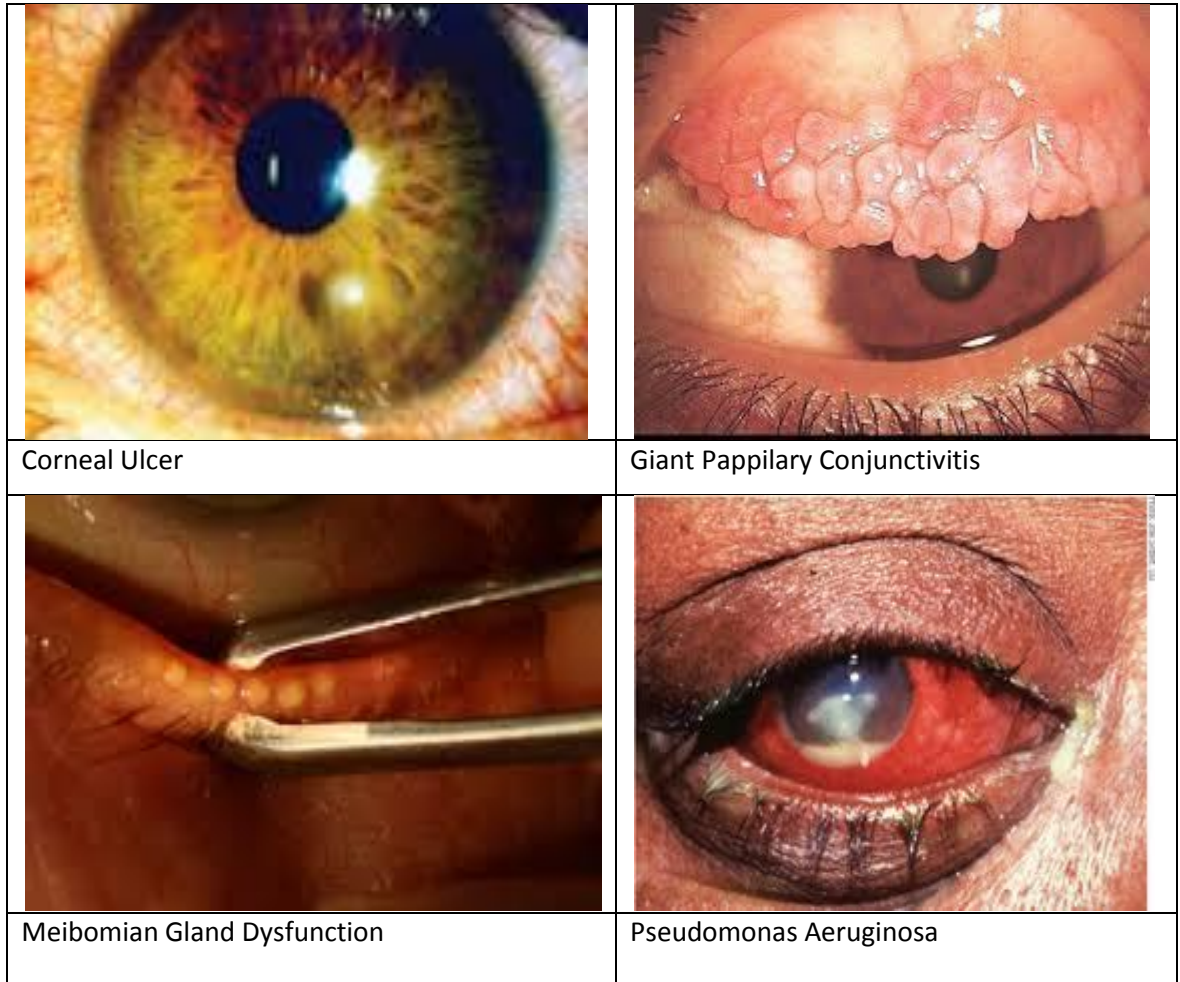 Corneal Ulcer
Giant Pappilary Conjunctivitis
Meibomian Gland Dysfunction
Pseudomonas Aeruginosa